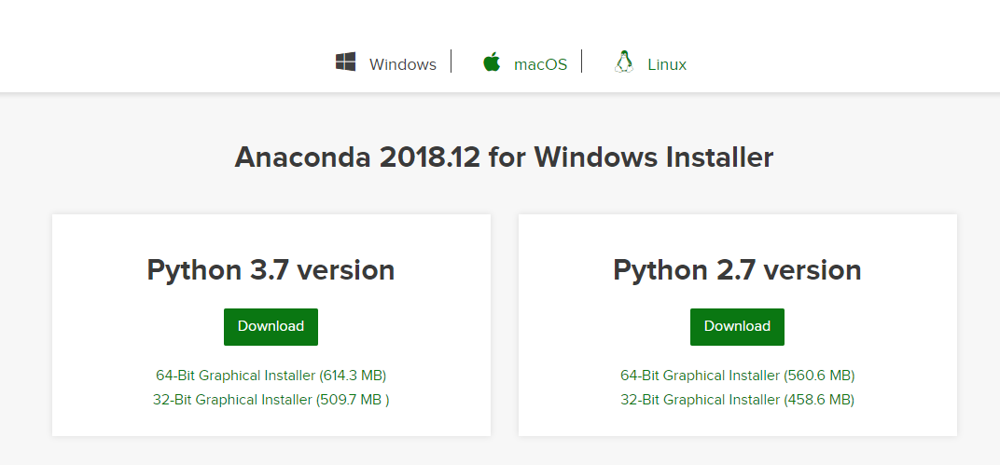 Windows macOS Linux
Anaconda 2018.12 for Windows Installer
Python 3.7 version
Download
64-Bit Graphical Installer (614.3 MB)
32-Bit Graphical Installer (509.7 MB )
Python 2.7 version
Download
64-Bit Graphical Installer (560.6 MB)
32-Bit Graphical Installer (458.6 MB)